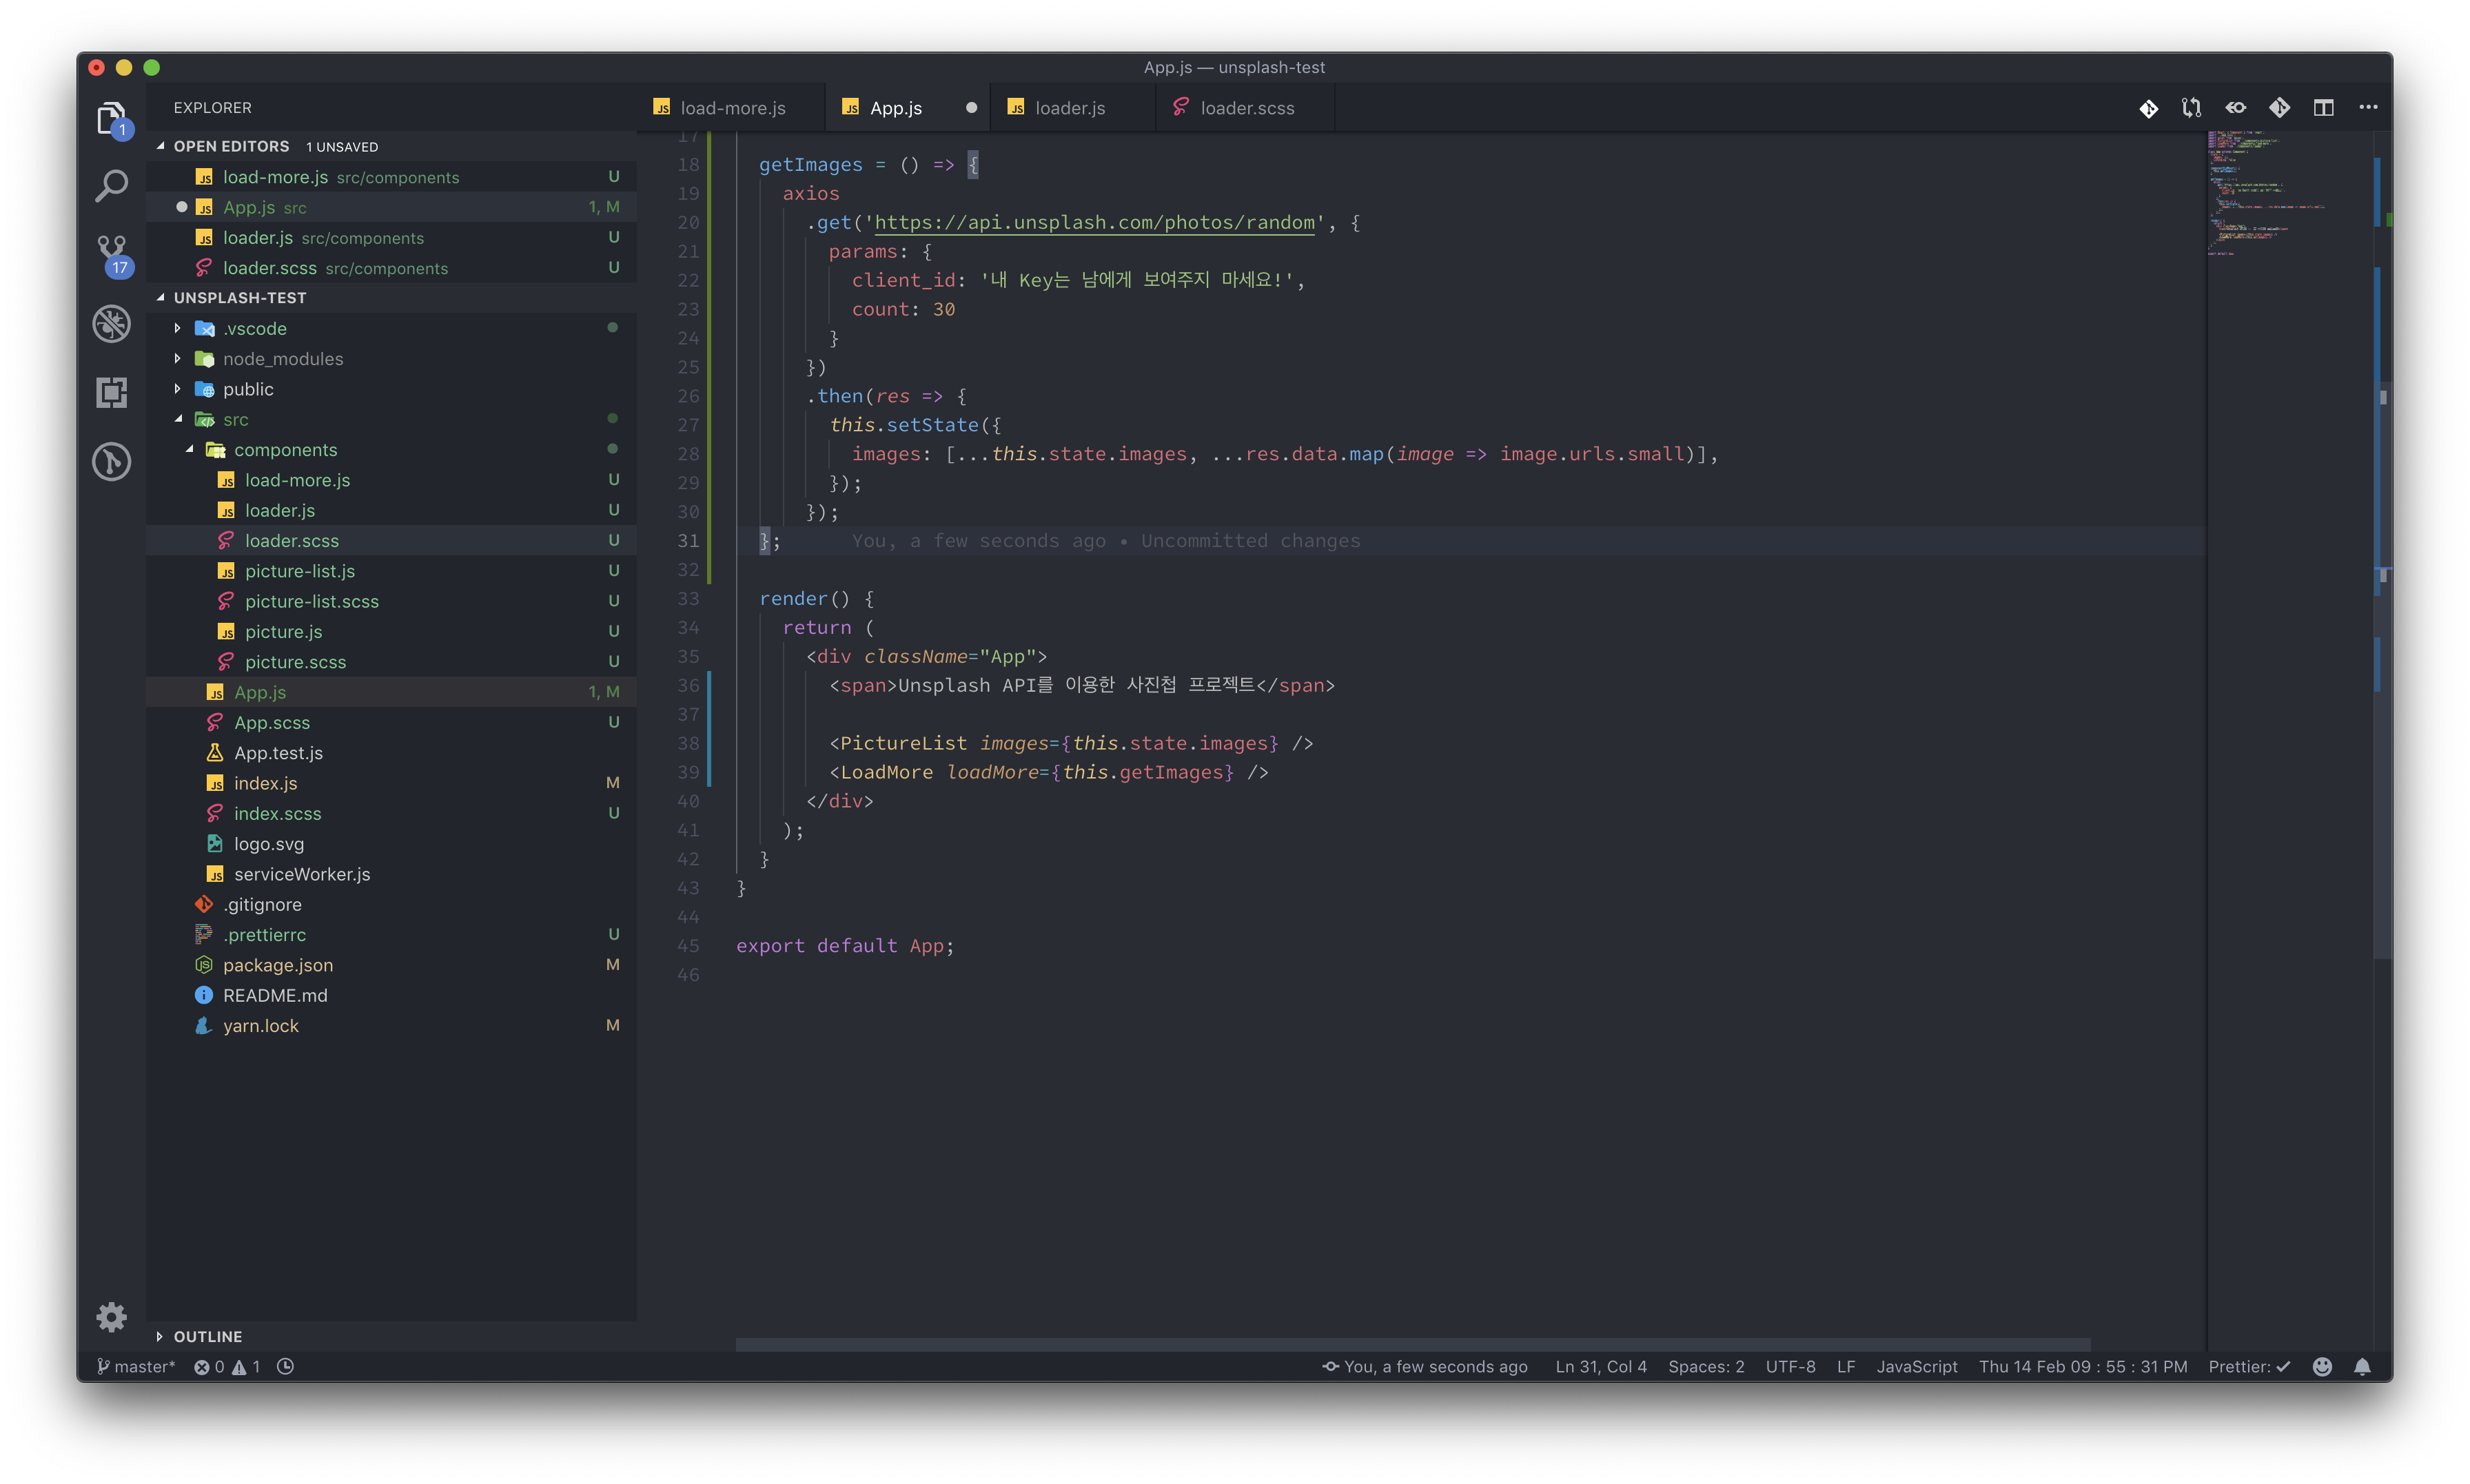 App.js — unsplash-test
EXPLORER
OPEN EDITORS 1 UNSAVED
load-more.js src/components U
App.js src 1, M
loader.js src/components U
loader.scss src/components U
UNSPLASH-TEST
.vscode
node_modules
public
src
components
load-more.js U
loader.js U
loader.scss U
picture-list.js U
picture-list.scss U
picture.js U
picture.scss U
App.js 1, M
App.scss U
App.test.js
index.js M
index.scss U
logo.svg
serviceWorker.js
.gitignore
.prettierrc U
package.json M
README.md
yarn.lock M
OUTLINE
1
17
load-more.js App.js loader.js loader.scss
17
18 getImages = () => {
19 axios
20 .get('https://api.unsplash.com/photos/random', {
21 params: {
22 client_id: '내 Key는 남에게 보여주지 마세요!',
23 count: 30
24 }
25 })
26 .then(res => {
27 this.setState({
28 images: [...this.state.images, ...res.data.map(image => image.urls.small)],
29 });
30 });
31 }; You, a few seconds ago • Uncommitted changes
32
33 render() {
34 return (
35 <div className="App">
36 <span>Unsplash API를 이용한 사진첩 프로젝트</span>
37
38 <PictureList images={this.state.images} />
39 <LoadMore loadMore={this.getImages} />
40 </div>
41 );
42 }
43 }
44
45 export default App;
46
master* 0 1 You, a few seconds ago Ln 31, Col 4 Spaces: 2 UTF-8 LF JavaScript Thu 14 Feb 09 : 55 : 31 PM Prettier: ✓